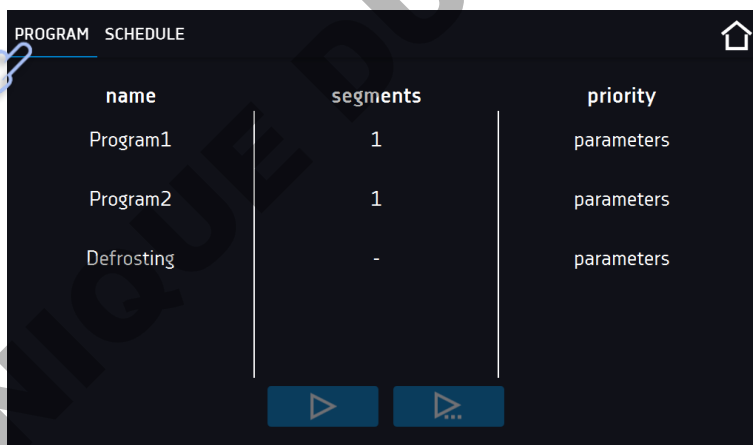 PROGRAM SCHEDULE
name segments priority
Program1 1 parameters
Program2 1 parameters
Defrosting - parameters